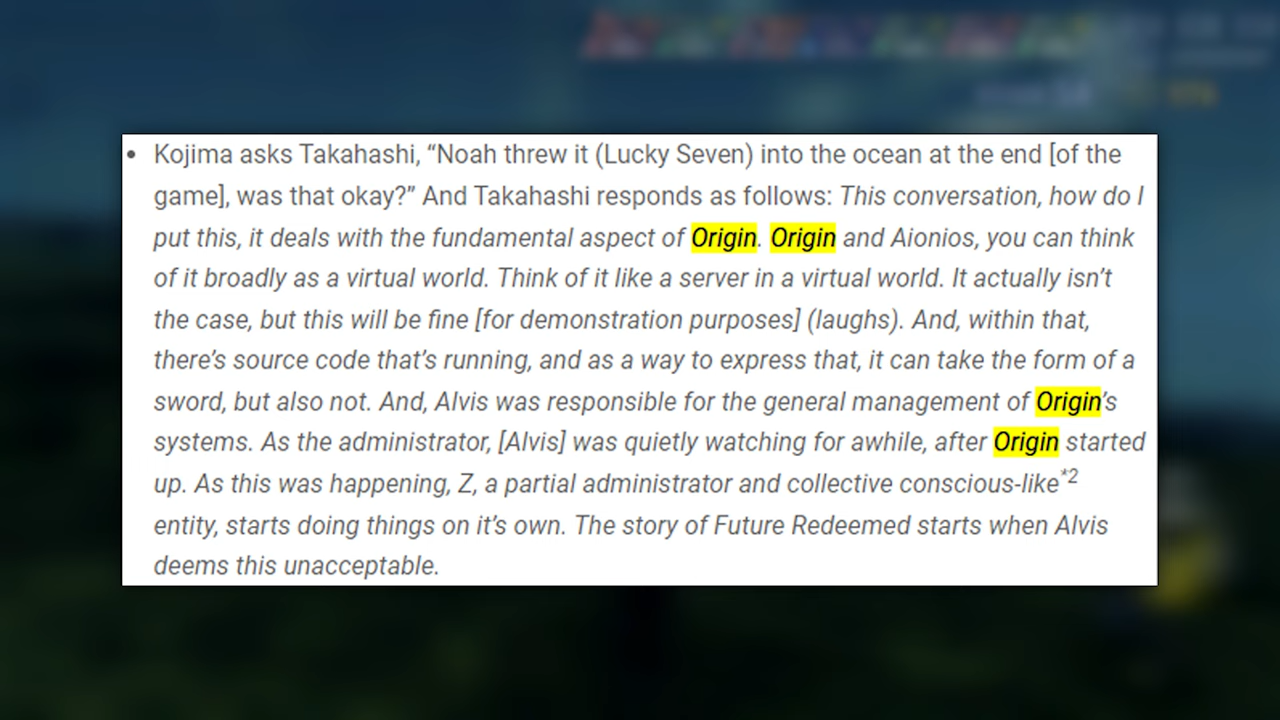 • Kojima asks Takahashi, “Noah threw it (Lucky Seven) into the ocean at the end [of the
game], was that okay?” And Takahashi responds as follows: This conversation, how do I
put this, it deals with the fundamental aspect of Origin. Origin and Aionios, you can think
of it broadly as a virtual world. Think of it like a server in a virtual world. It actually isn’t
the case, but this will be fine [for demonstration purposes] (laughs). And, within that,
there’s source code that’s running, and as a way to express that, it can take the form of a
sword, but also not. And, Alvis was responsible for the general management of Origin’s
systems. As the administrator, [Alvis] was quietly watching for awhile, after Origin started
up. As this was happening, Z, a partial administrator and collective conscious-like*2
entity, starts doing things on it’s own. The story of Future Redeemed starts when Alvis
deems this unacceptable.